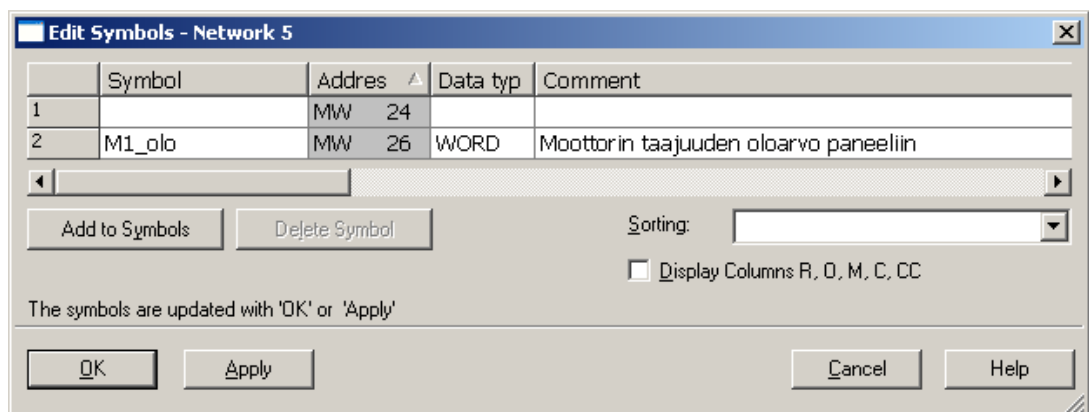 Edit Symbols - Network 5
Symbol Addres Data typ Comment
1 MW 24
2 M1_olo MW 26 WORD Moottorin taajuuden oloarvo paneeliin
Add to Symbols Delete Symbol Sorting:
Display Columns R, O, M, C, CC
The symbols are updated with 'OK' or 'Apply'
OK Apply Cancel Help